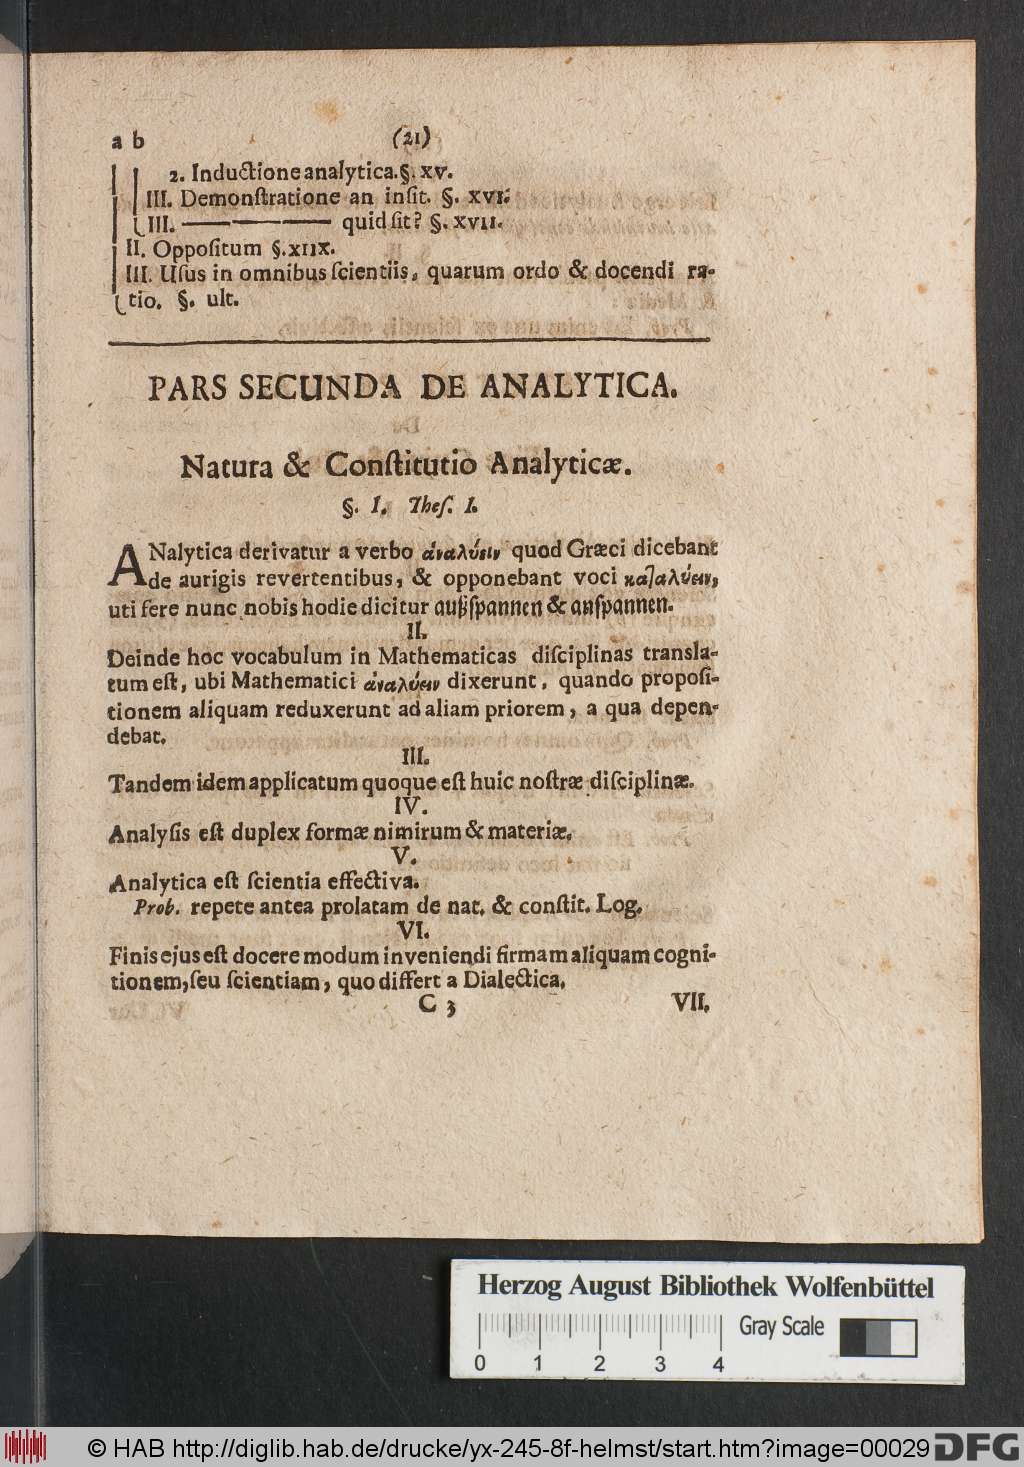 a b (21)
2. Inductione analytica. §. XV.
III. Demonſtratione an inſit. §. XVI.
III. ———— quid ſit? §. XVII.
II. Oppoſitum §. XIIX.
III. Uſus in omnibus ſcientiis, quarum ordo & docendi ra-
tio. §. ult.
PARS SECUNDA DE ANALYTICA.
Natura & Conſtitutio Analyticæ.
§. I. Theſ. I.
ANalytica derivatur a verbo ἀναλύειν quod Græci dicebant
de aurigis revertentibus, & opponebant voci καταλύειν,
uti fere nunc nobis hodie dicitur außſpannen & anſpannen.
II.
Deinde hoc vocabulum in Mathematicas diſciplinas transla-
tum eſt, ubi Mathematici ἀναλύειν dixerunt, quando propoſi-
tionem aliquam reduxerunt ad aliam priorem, a qua depen-
debat.
III.
Tandem idem applicatum quoque eſt huic noſtræ diſciplinæ.
IV.
Analyſis eſt duplex formæ nimirum & materiæ.
V.
Analytica eſt ſcientia effectiva.
Prob. repete antea prolatam de nat. & conſtit. Log.
VI.
Finis ejus eſt docere modum inveniendi firmam aliquam cogni-
tionem, ſeu ſcientiam, quo differt a Dialectica.
C 3 VII.
Herzog August Bibliothek Wolfenbüttel
Gray Scale
0 1 2 3 4
© HAB http://diglib.hab.de/drucke/yx-245-8f-helmst/start.htm?image=00029 DFG